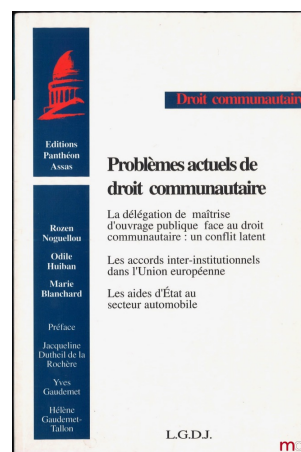 Droit communautaire
Editions
Panthéon
Assas
Problèmes actuels de
droit communautaire
La délégation de maîtrise
d'ouvrage publique face au droit
communautaire : un conflit latent
Les accords inter-institutionnels
dans l'Union européenne
Les aides d'État au
secteur automobile
Rozen
Noguellou
Odile
Huiban
Marie
Blanchard
Préface
Jacqueline
Dutheil de la
Rochère
Yves
Gaudemet
Hélène
Gaudemet-
Tallon
L.G.D.J.